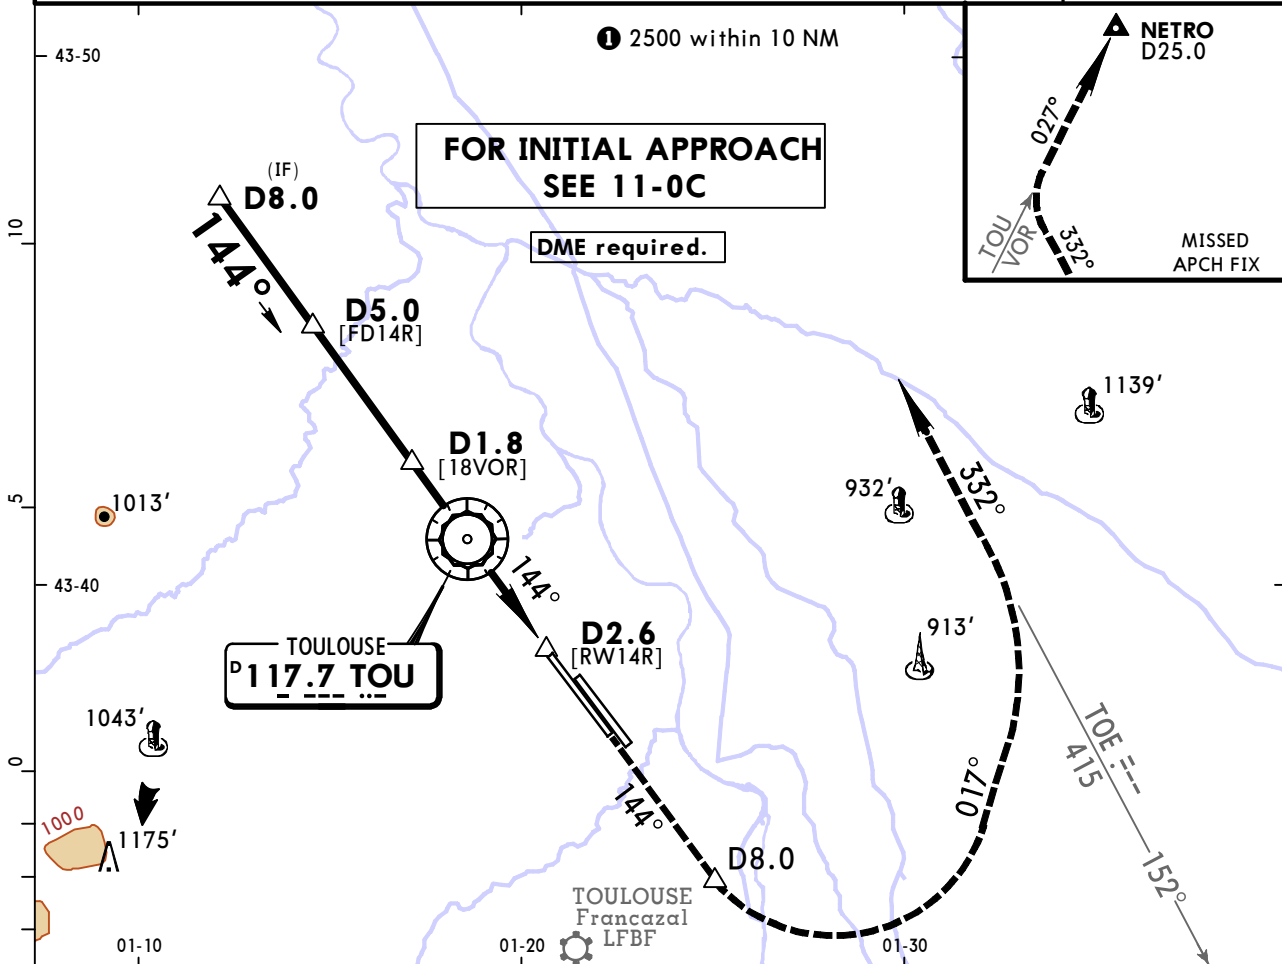 ❶ 2500 within 10 NM
43-50
NETRO
D25.0
027°
TOU
VOR
332°
MISSED
APCH FIX
FOR INITIAL APPROACH
SEE 11-0C
DME required.
(IF)
D8.0
144°
10
D5.0
[FD14R]
1139'
D1.8
[18VOR]
932'
332°
1013'
5
43-40
144°
TOULOUSE
D 117.7 TOU
D2.6
[RW14R]
913'
1043'
TOE
415
0
017°
144°
1000
1175'
D8.0
152°
TOULOUSE
Francazal
LFBF
01-10
01-20
01-30